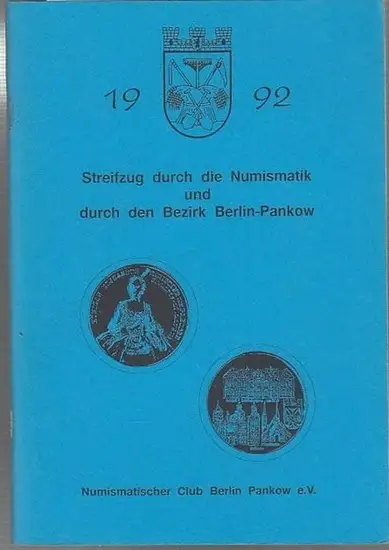 19 92
Streifzug durch die Numismatik
und
durch den Bezirk Berlin-Pankow
Numismatischer Club Berlin Pankow e.V.